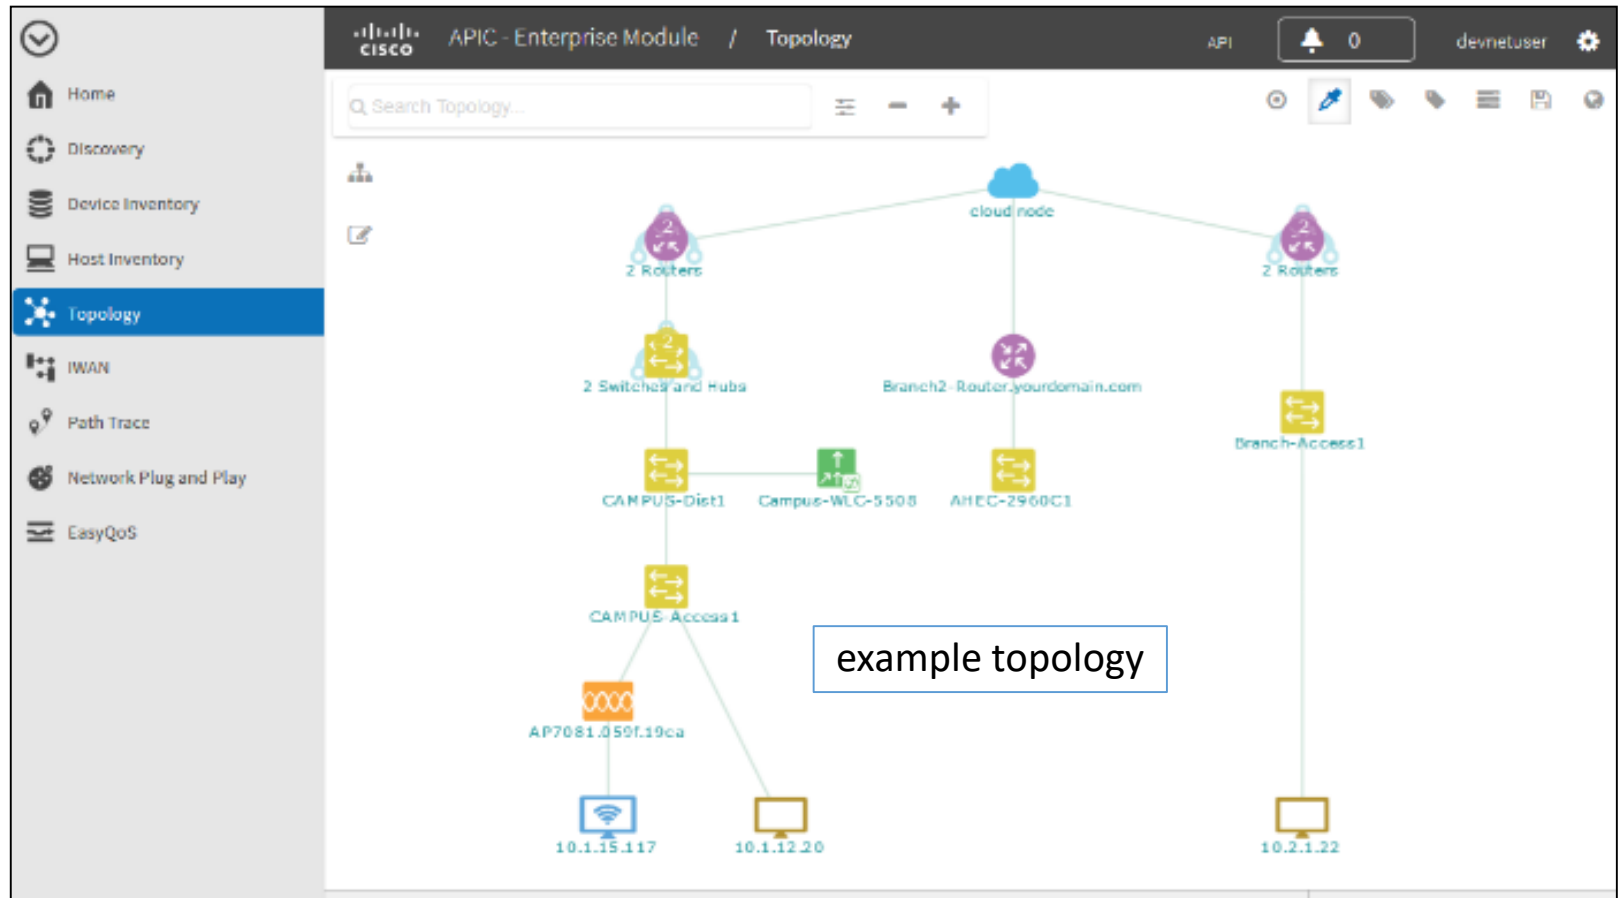 CISCO APIC - Enterprise Module / Topology API 0 devnetuser
Home
Discovery
Device Inventory
Host Inventory
Topology
IWAN
Path Trace
Network Plug and Play
EasyQoS
Search Topology...
cloud node
2
2 Routers
2
2 Routers
2
2 Switches and Hubs
Branch2-Router.yourdomain.com
Branch-Access1
CAMPUS-Dist1
Campus-WLC-5508
AHEC-2960C1
CAMPUS-Access1
example topology
AP7081.059f.19ca
10.1.15.117
10.1.12.20
10.2.1.22